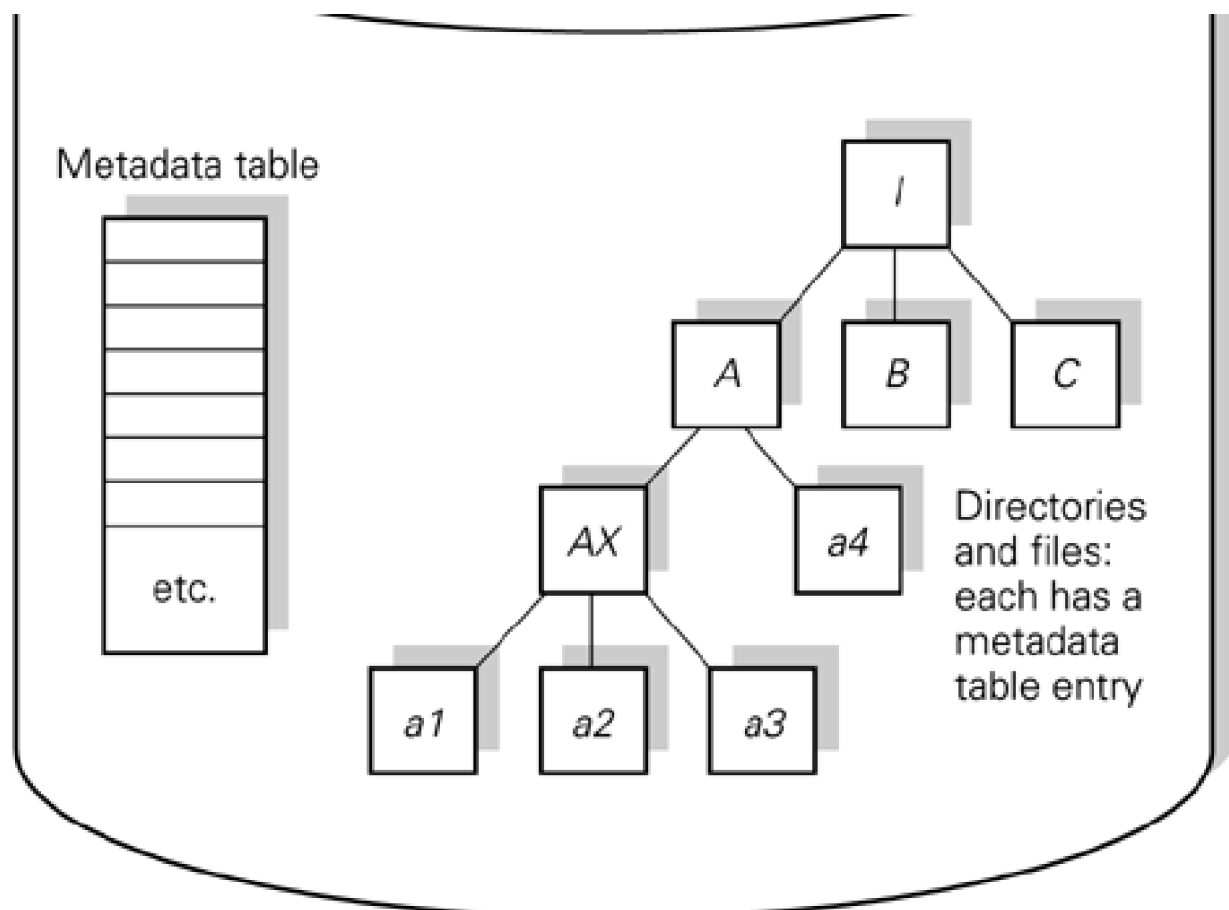 Metadata table
etc.
/
A
B
C
AX
a4
a1
a2
a3
Directories
and files:
each has a
metadata
table entry